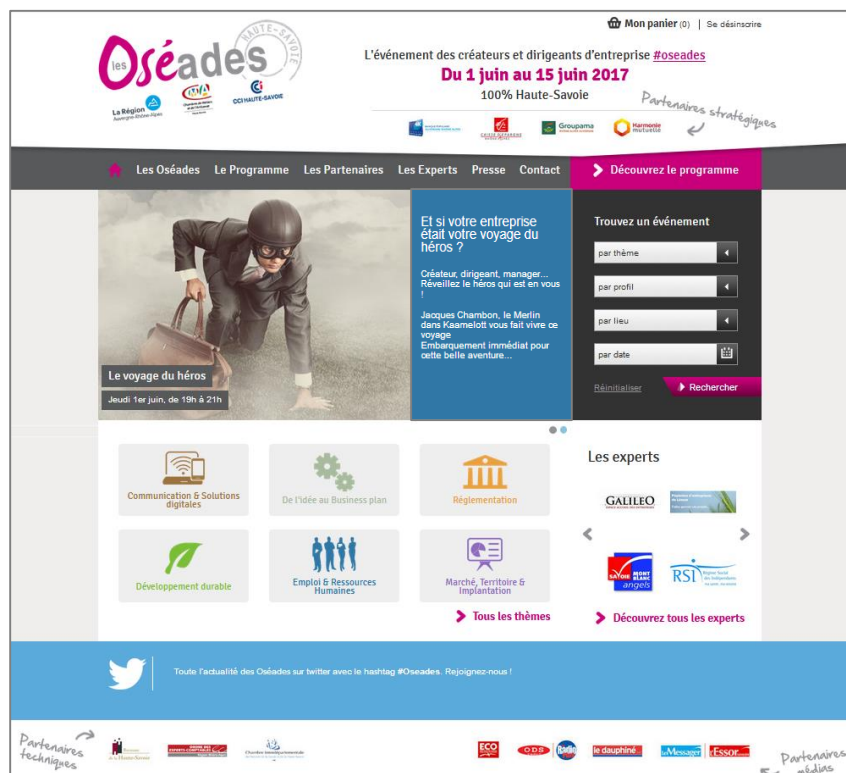 Mon panier (0) | Se désinscrire
les Oséades
HAUTE-SAVOIE
L'événement des créateurs et dirigeants d'entreprise #oseades
Du 1 juin au 15 juin 2017
100% Haute-Savoie
La Région
Auvergne-Rhône-Alpes
CCI HAUTE-SAVOIE
Partenaires stratégiques
Groupama
Harmonie
mutuelle
Les Oséades
Le Programme
Les Partenaires
Les Experts
Presse
Contact
Découvrez le programme
Le voyage du héros
Jeudi 1er juin, de 19h à 21h
Et si votre entreprise
était votre voyage du
héros ?
Créateur, dirigeant, manager...
Réveillez le héros qui est en vous
!
Jacques Chambon, le Merlin
dans Kaamelott vous fait vivre ce
voyage
Embarquement immédiat pour
cette belle aventure...
Trouvez un événement
par thème
par profil
par lieu
par date
Réinitialiser
Rechercher
Communication & Solutions
digitales
De l'idée au Business plan
Réglementation
Développement durable
Emploi & Ressources
Humaines
Marché, Territoire &
Implantation
Tous les thèmes
Les experts
GALILEO
SAVOIE MONT
BLANC
angels
RSI
Découvrez tous les experts
Toute l'actualité des Oséades sur twitter avec le hashtag #Oseades. Rejoignez-nous !
Partenaires
techniques
ECO
ODS
Radio
le dauphiné
Le Messager
l'Essor
Partenaires
médias